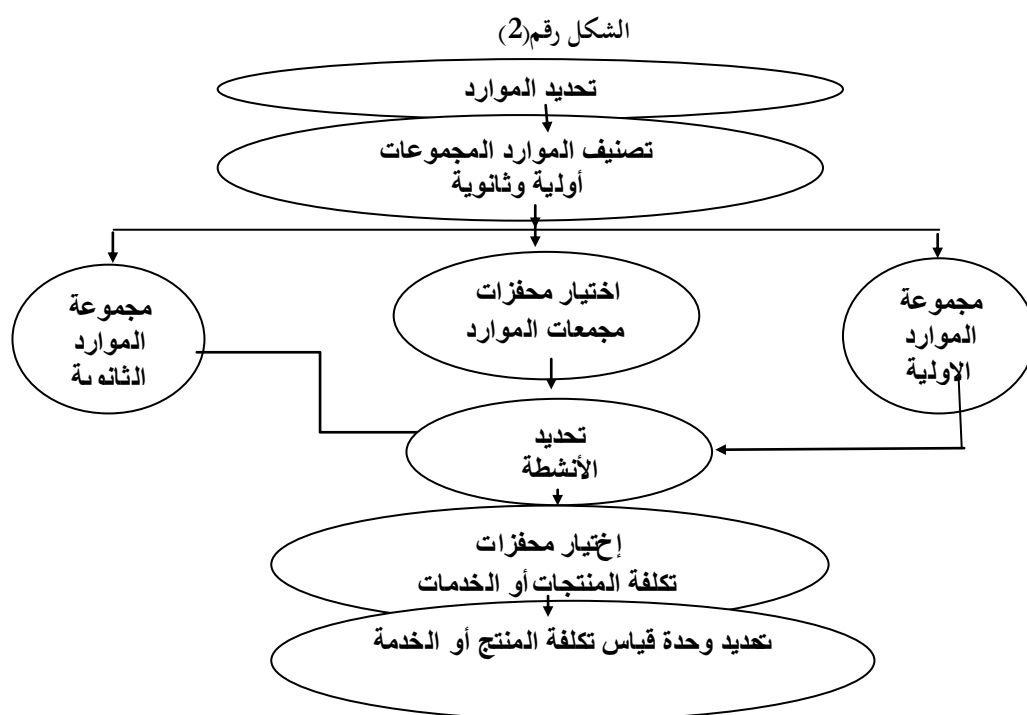 الشكل رقم(2)
تحديد الموارد
تصنيف الموارد المجموعات
أولية وثانوية
مجموعة
الموارد
الاولية
اختيار محفزات
مجمعات الموارد
مجموعة
الموارد
الثانوية
تحديد
الأنشطة
إختيار محفزات
تكلفة المنتجات أو الخدمات
تحديد وحدة قياس تكلفة المنتج أو الخدمة